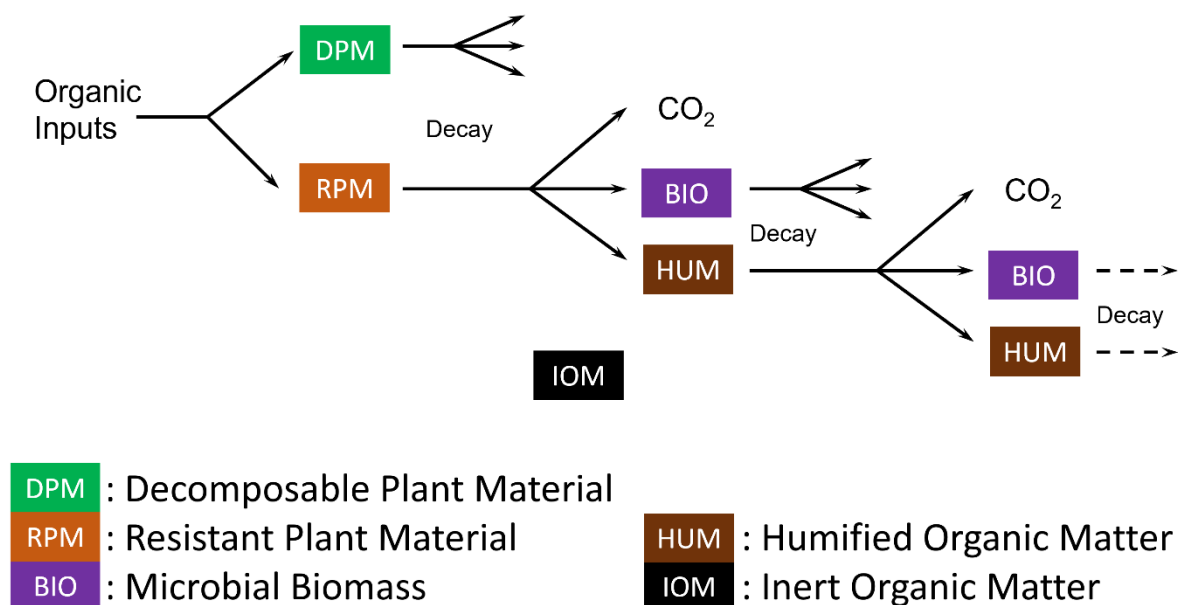 DPM
Organic
Inputs
Decay
CO₂
RPM
BIO
CO₂
Decay
HUM
BIO
Decay
HUM
IOM
DPM : Decomposable Plant Material
RPM : Resistant Plant Material
BIO : Microbial Biomass
HUM : Humified Organic Matter
IOM : Inert Organic Matter